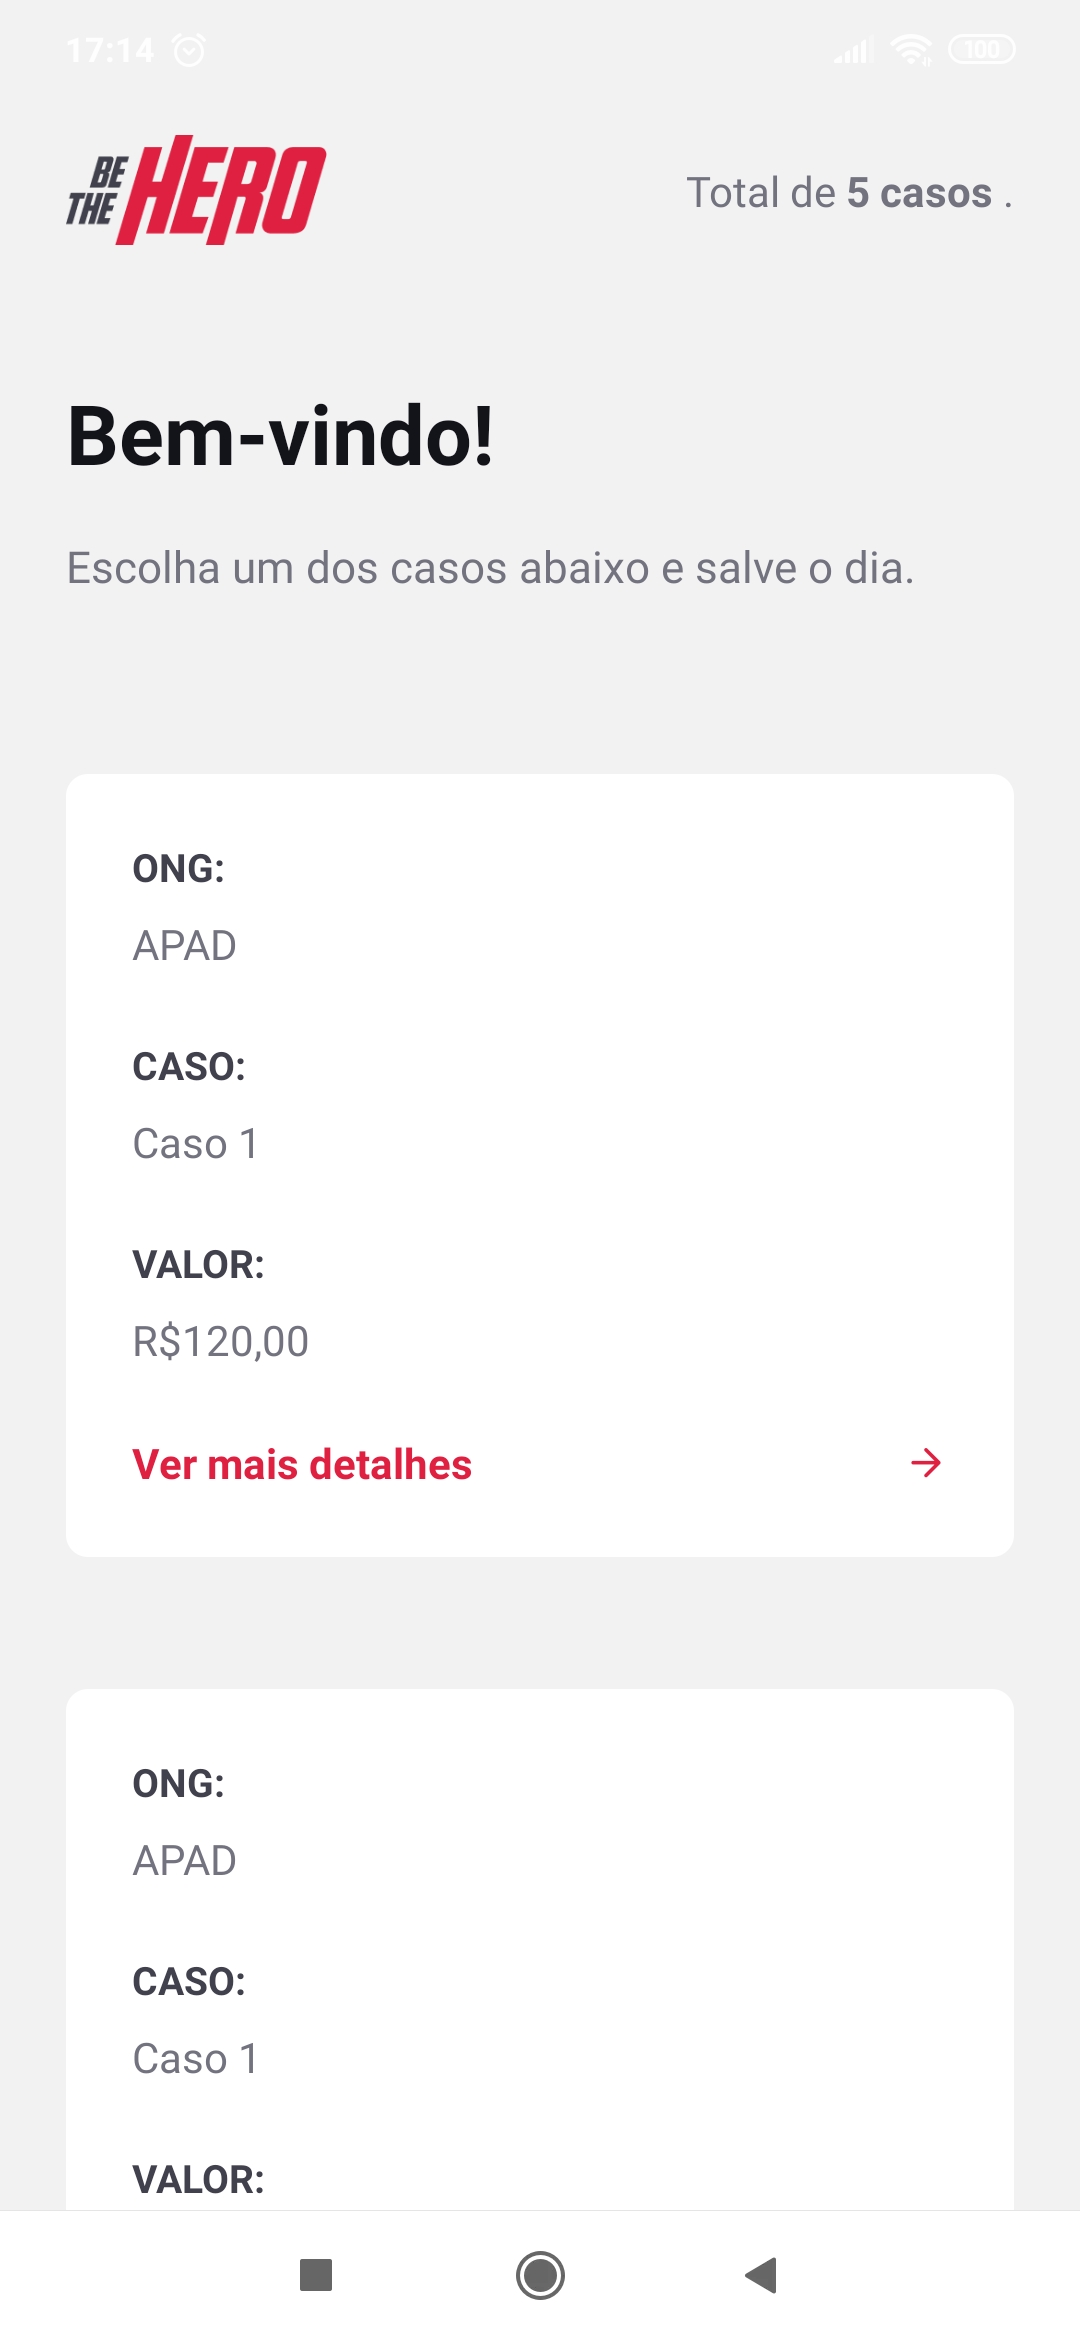 17:14 100
BE
THE HERO
Total de 5 casos .
Bem-vindo!
Escolha um dos casos abaixo e salve o dia.
ONG:
APAD
CASO:
Caso 1
VALOR:
R$120,00
Ver mais detalhes
ONG:
APAD
CASO:
Caso 1
VALOR: